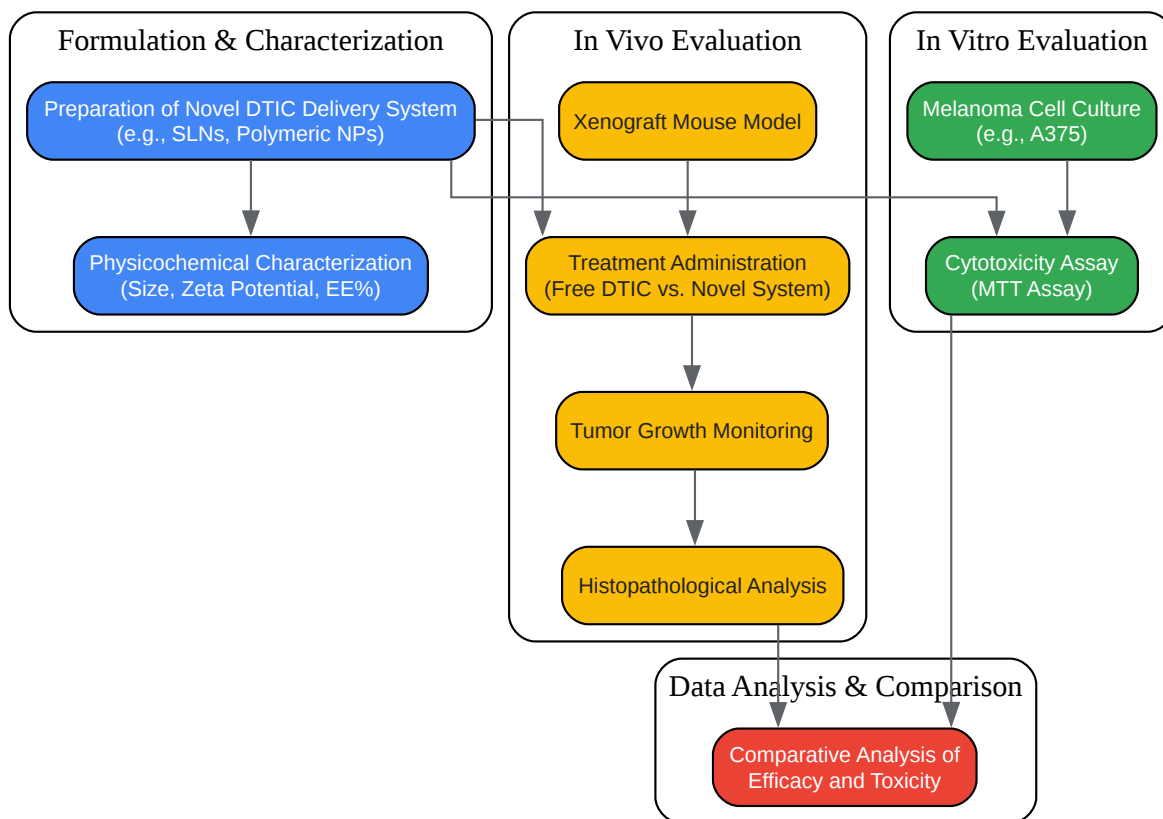 Formulation & Characterization
Preparation of Novel DTIC Delivery System
(e.g., SLNs, Polymeric NPs)
Physicochemical Characterization
(Size, Zeta Potential, EE%)
In Vivo Evaluation
Xenograft Mouse Model
Treatment Administration
(Free DTIC vs. Novel System)
Tumor Growth Monitoring
Histopathological Analysis
In Vitro Evaluation
Melanoma Cell Culture
(e.g., A375)
Cytotoxicity Assay
(MTT Assay)
Data Analysis & Comparison
Comparative Analysis of
Efficacy and Toxicity